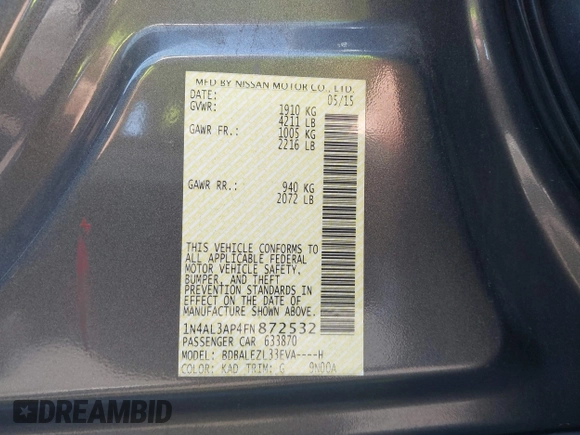 MFD BY NISSAN MOTOR CO., LTD.
DATE: 05/15
GVWR: 1910 KG
4211 LB
GAWR FR.: 1005 KG
2216 LB
GAWR RR.: 940 KG
2072 LB
THIS VEHICLE CONFORMS TO
ALL APPLICABLE FEDERAL
MOTOR VEHICLE SAFETY,
BUMPER, AND THEFT
PREVENTION STANDARDS IN
EFFECT ON THE DATE OF
MANUFACTURE SHOWN ABOVE.
1N4AL3AP4FN872532
PASSENGER CAR 633870
MODEL: BDBALEZL33EVA----H
COLOR: KAD TRIM: G 9N00A
DREAMBID